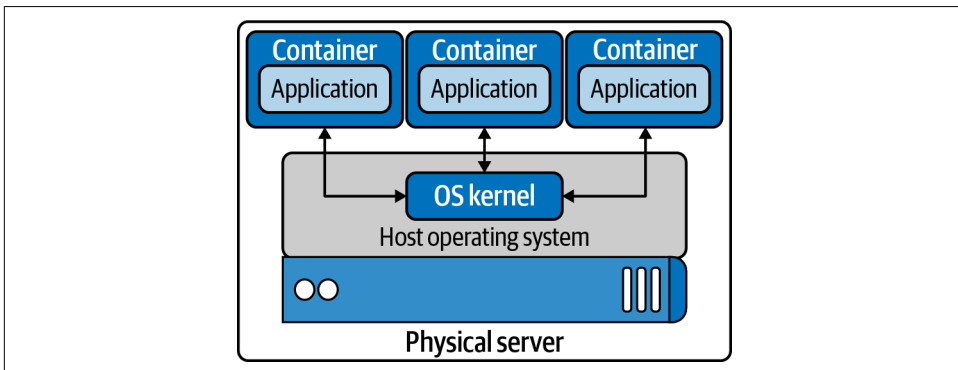 Container Container Container
Application Application Application
OS kernel
Host operating system
Physical server